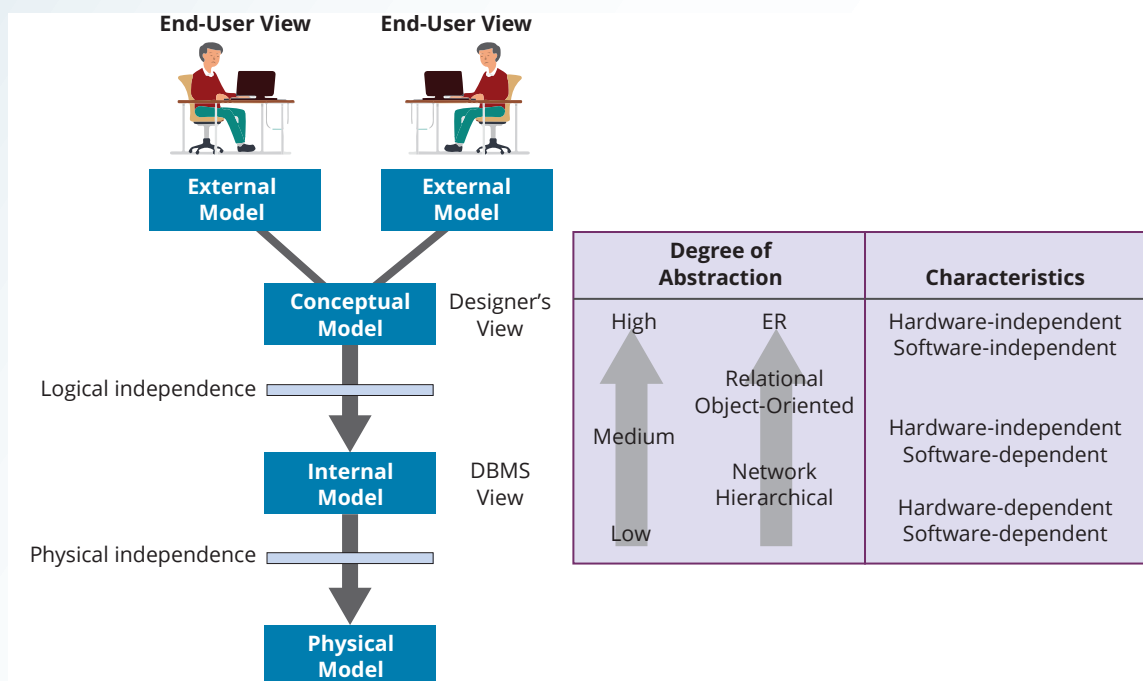 End-User View
End-User View
External
Model
External
Model
Conceptual
Model
Designer's
View
Logical independence
Internal
Model
DBMS
View
Physical independence
Physical
Model
Degree of
Abstraction
Characteristics
High
ER
Hardware-independent
Software-independent
Relational
Object-Oriented
Medium
Hardware-independent
Software-dependent
Network
Hierarchical
Low
Hardware-dependent
Software-dependent